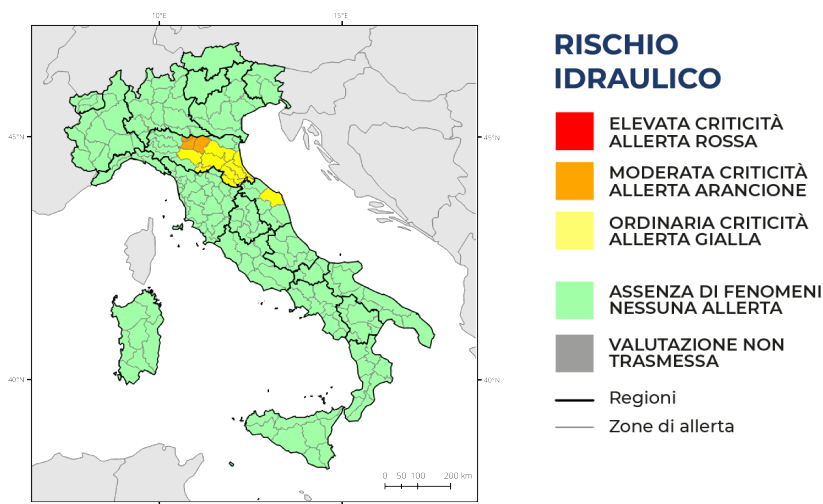 10°E 15°E
RISCHIO
IDRAULICO
ELEVATA CRITICITÀ
ALLERTA ROSSA
45°N 45°N
MODERATA CRITICITÀ
ALLERTA ARANCIONE
ORDINARIA CRITICITÀ
ALLERTA GIALLA
ASSENZA DI FENOMENI
NESSUNA ALLERTA
VALUTAZIONE NON
TRASMESSA
40°N 40°N
Regioni
Zone di allerta
0 50 100 200 km